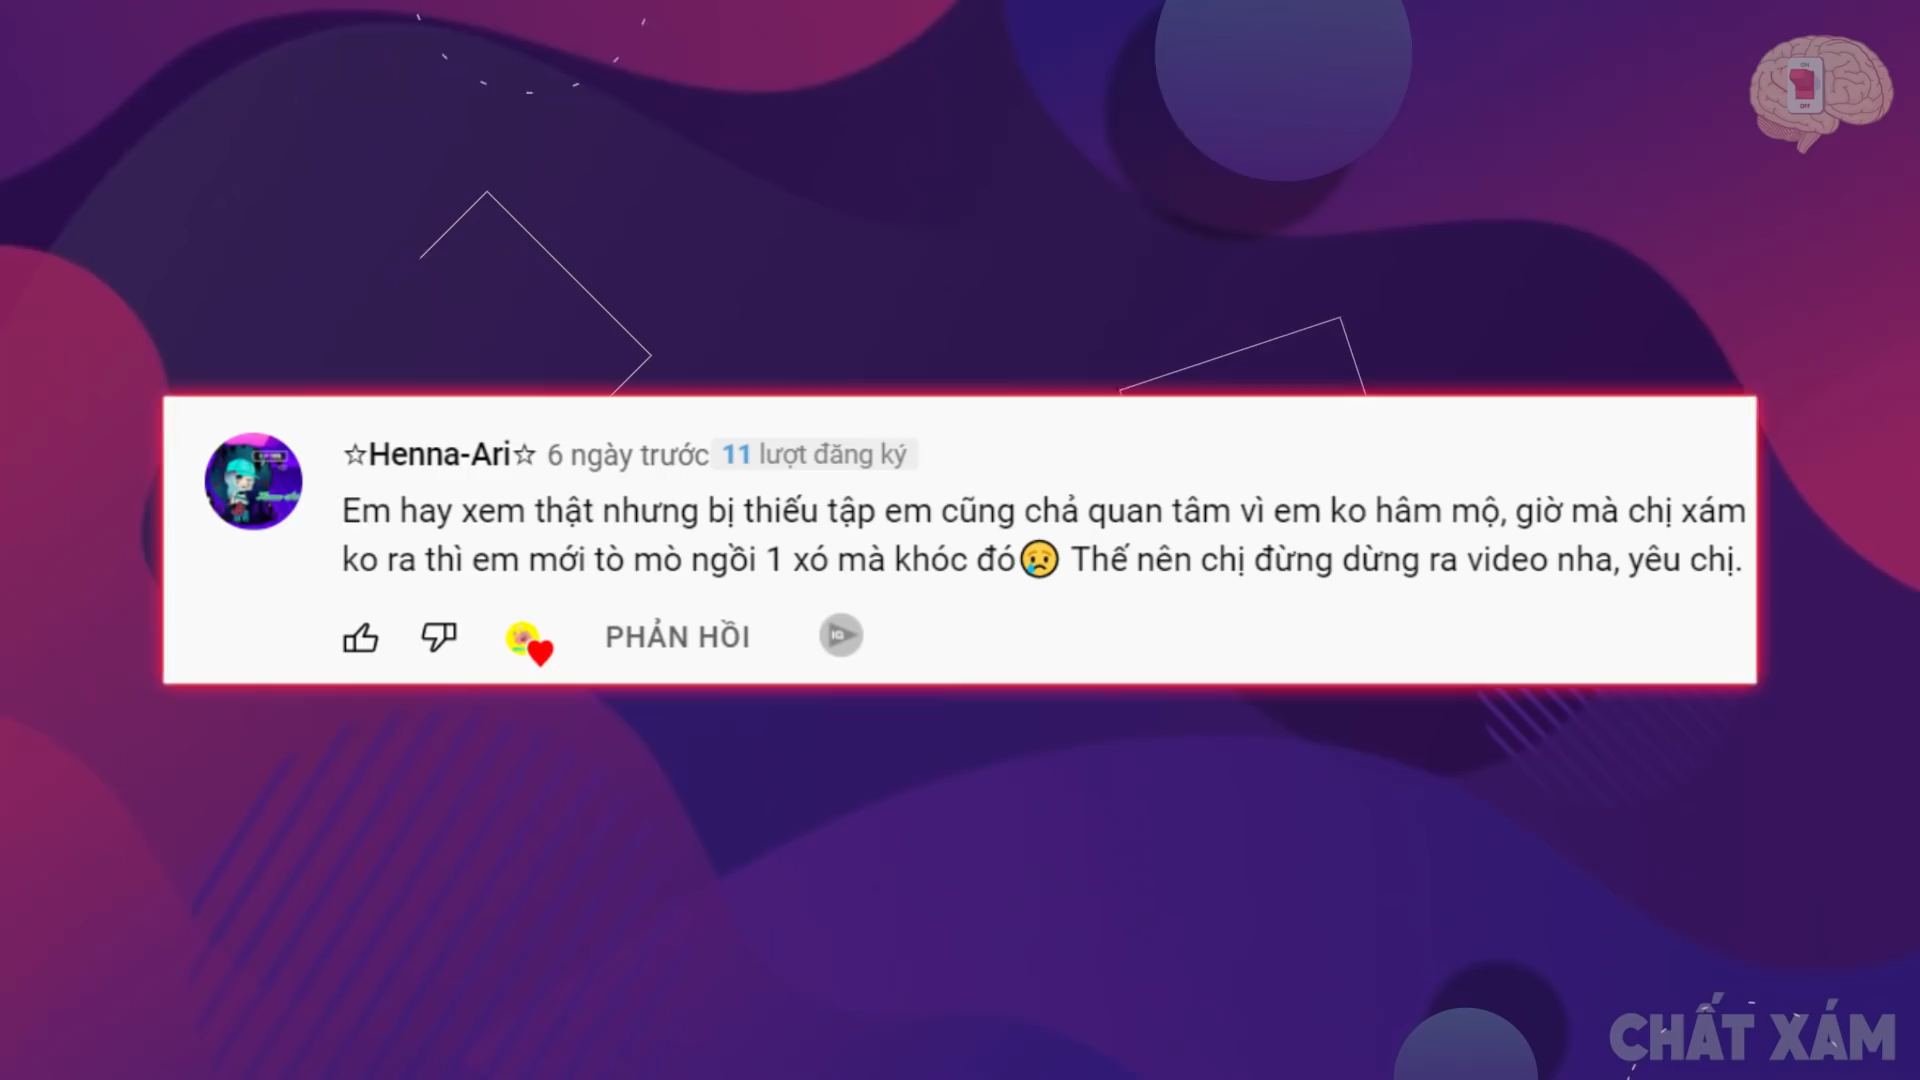 ON
OFF
☆Henna-Ari☆ 6 ngày trước 11 lượt đăng ký
Em hay xem thật nhưng bị thiếu tập em cũng chả quan tâm vì em ko hâm mộ, giờ mà chị xám
ko ra thì em mới tò mò ngồi 1 xó mà khóc đó😢 Thế nên chị đừng dừng ra video nha, yêu chị.
PHẢN HỒI
IQ
CHẤT XÁM